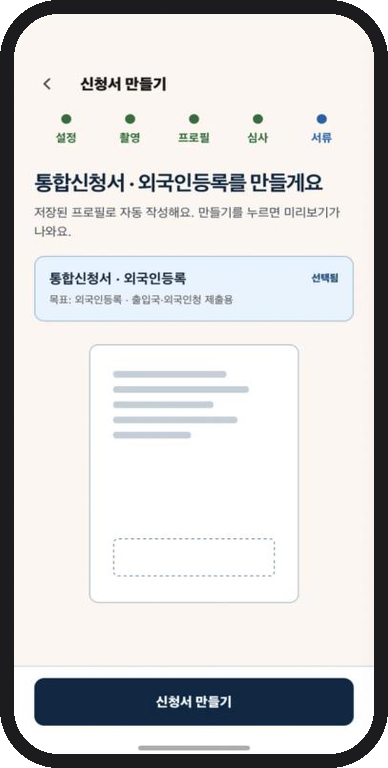 신청서 만들기
설정 촬영 프로필 심사 서류
통합신청서 · 외국인등록를 만들게요
저장된 프로필로 자동 작성해요. 만들기를 누르면 미리보기가
나와요.
통합신청서 · 외국인등록 선택됨
목표: 외국인등록 · 출입국·외국인청 제출용
신청서 만들기